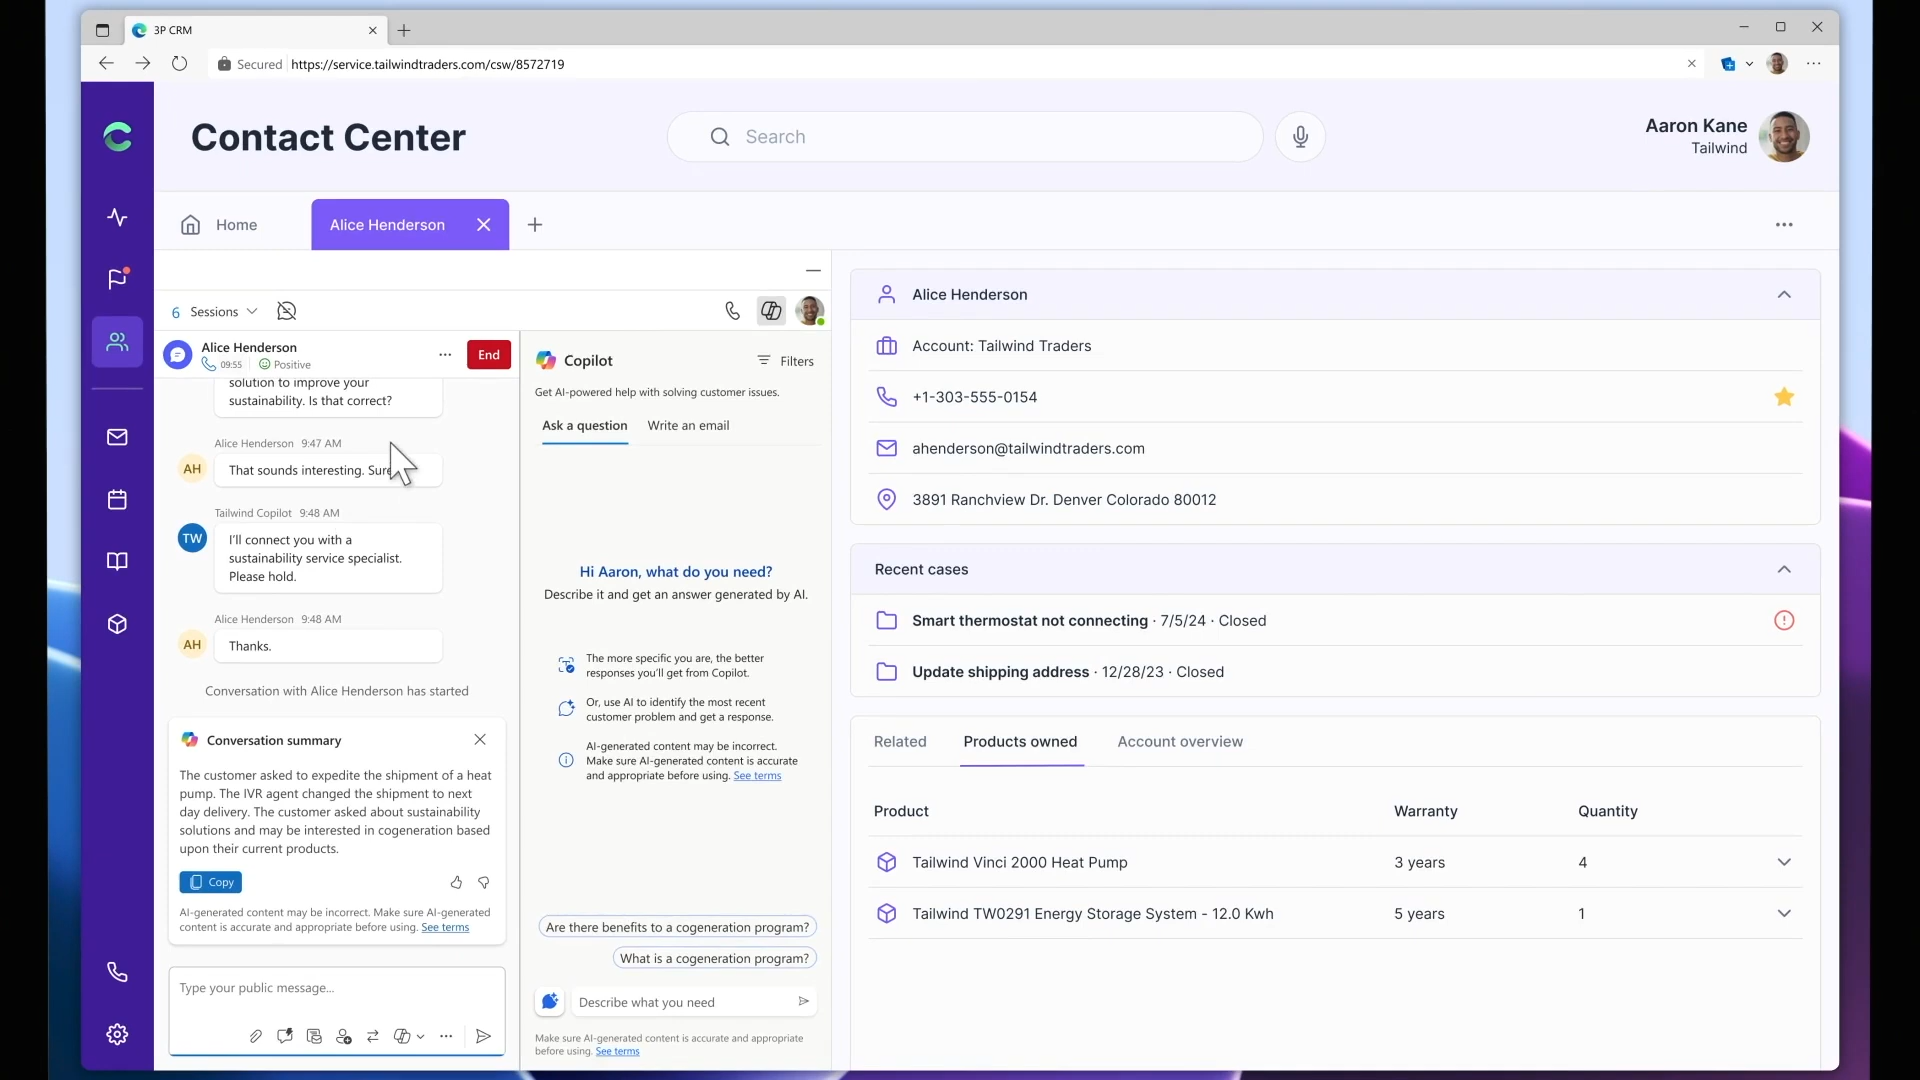 3P CRM
Secured
https://service.tailwindtraders.com/csw/8572719
Contact Center
Search
Aaron Kane
Tailwind
Home
Alice Henderson
6 Sessions
Alice Henderson
09:55
Positive
End
solution to improve your
sustainability. Is that correct?
Alice Henderson 9:47 AM
AH
That sounds interesting. Sure
Tailwind Copilot 9:48 AM
TW
I'll connect you with a
sustainability service specialist.
Please hold.
Alice Henderson 9:48 AM
AH
Thanks.
Conversation with Alice Henderson has started
Conversation summary
The customer asked to expedite the shipment of a heat
pump. The IVR agent changed the shipment to next
day delivery. The customer asked about sustainability
solutions and may be interested in cogeneration based
upon their current products.
Copy
AI-generated content may be incorrect. Make sure AI-generated
content is accurate and appropriate before using. See terms
Type your public message...
Copilot
Filters
Get AI-powered help with solving customer issues.
Ask a question
Write an email
Hi Aaron, what do you need?
Describe it and get an answer generated by AI.
The more specific you are, the better
responses you'll get from Copilot.
Or, use AI to identify the most recent
customer problem and get a response.
AI-generated content may be incorrect.
Make sure AI-generated content is accurate
and appropriate before using. See terms
Are there benefits to a cogeneration program?
What is a cogeneration program?
Describe what you need
Make sure AI-generated content is accurate and appropriate
before using. See terms
Alice Henderson
Account: Tailwind Traders
+1-303-555-0154
ahenderson@tailwindtraders.com
3891 Ranchview Dr. Denver Colorado 80012
Recent cases
Smart thermostat not connecting · 7/5/24 · Closed
Update shipping address · 12/28/23 · Closed
Related
Products owned
Account overview
Product
Warranty
Quantity
Tailwind Vinci 2000 Heat Pump
3 years
4
Tailwind TW0291 Energy Storage System - 12.0 Kwh
5 years
1